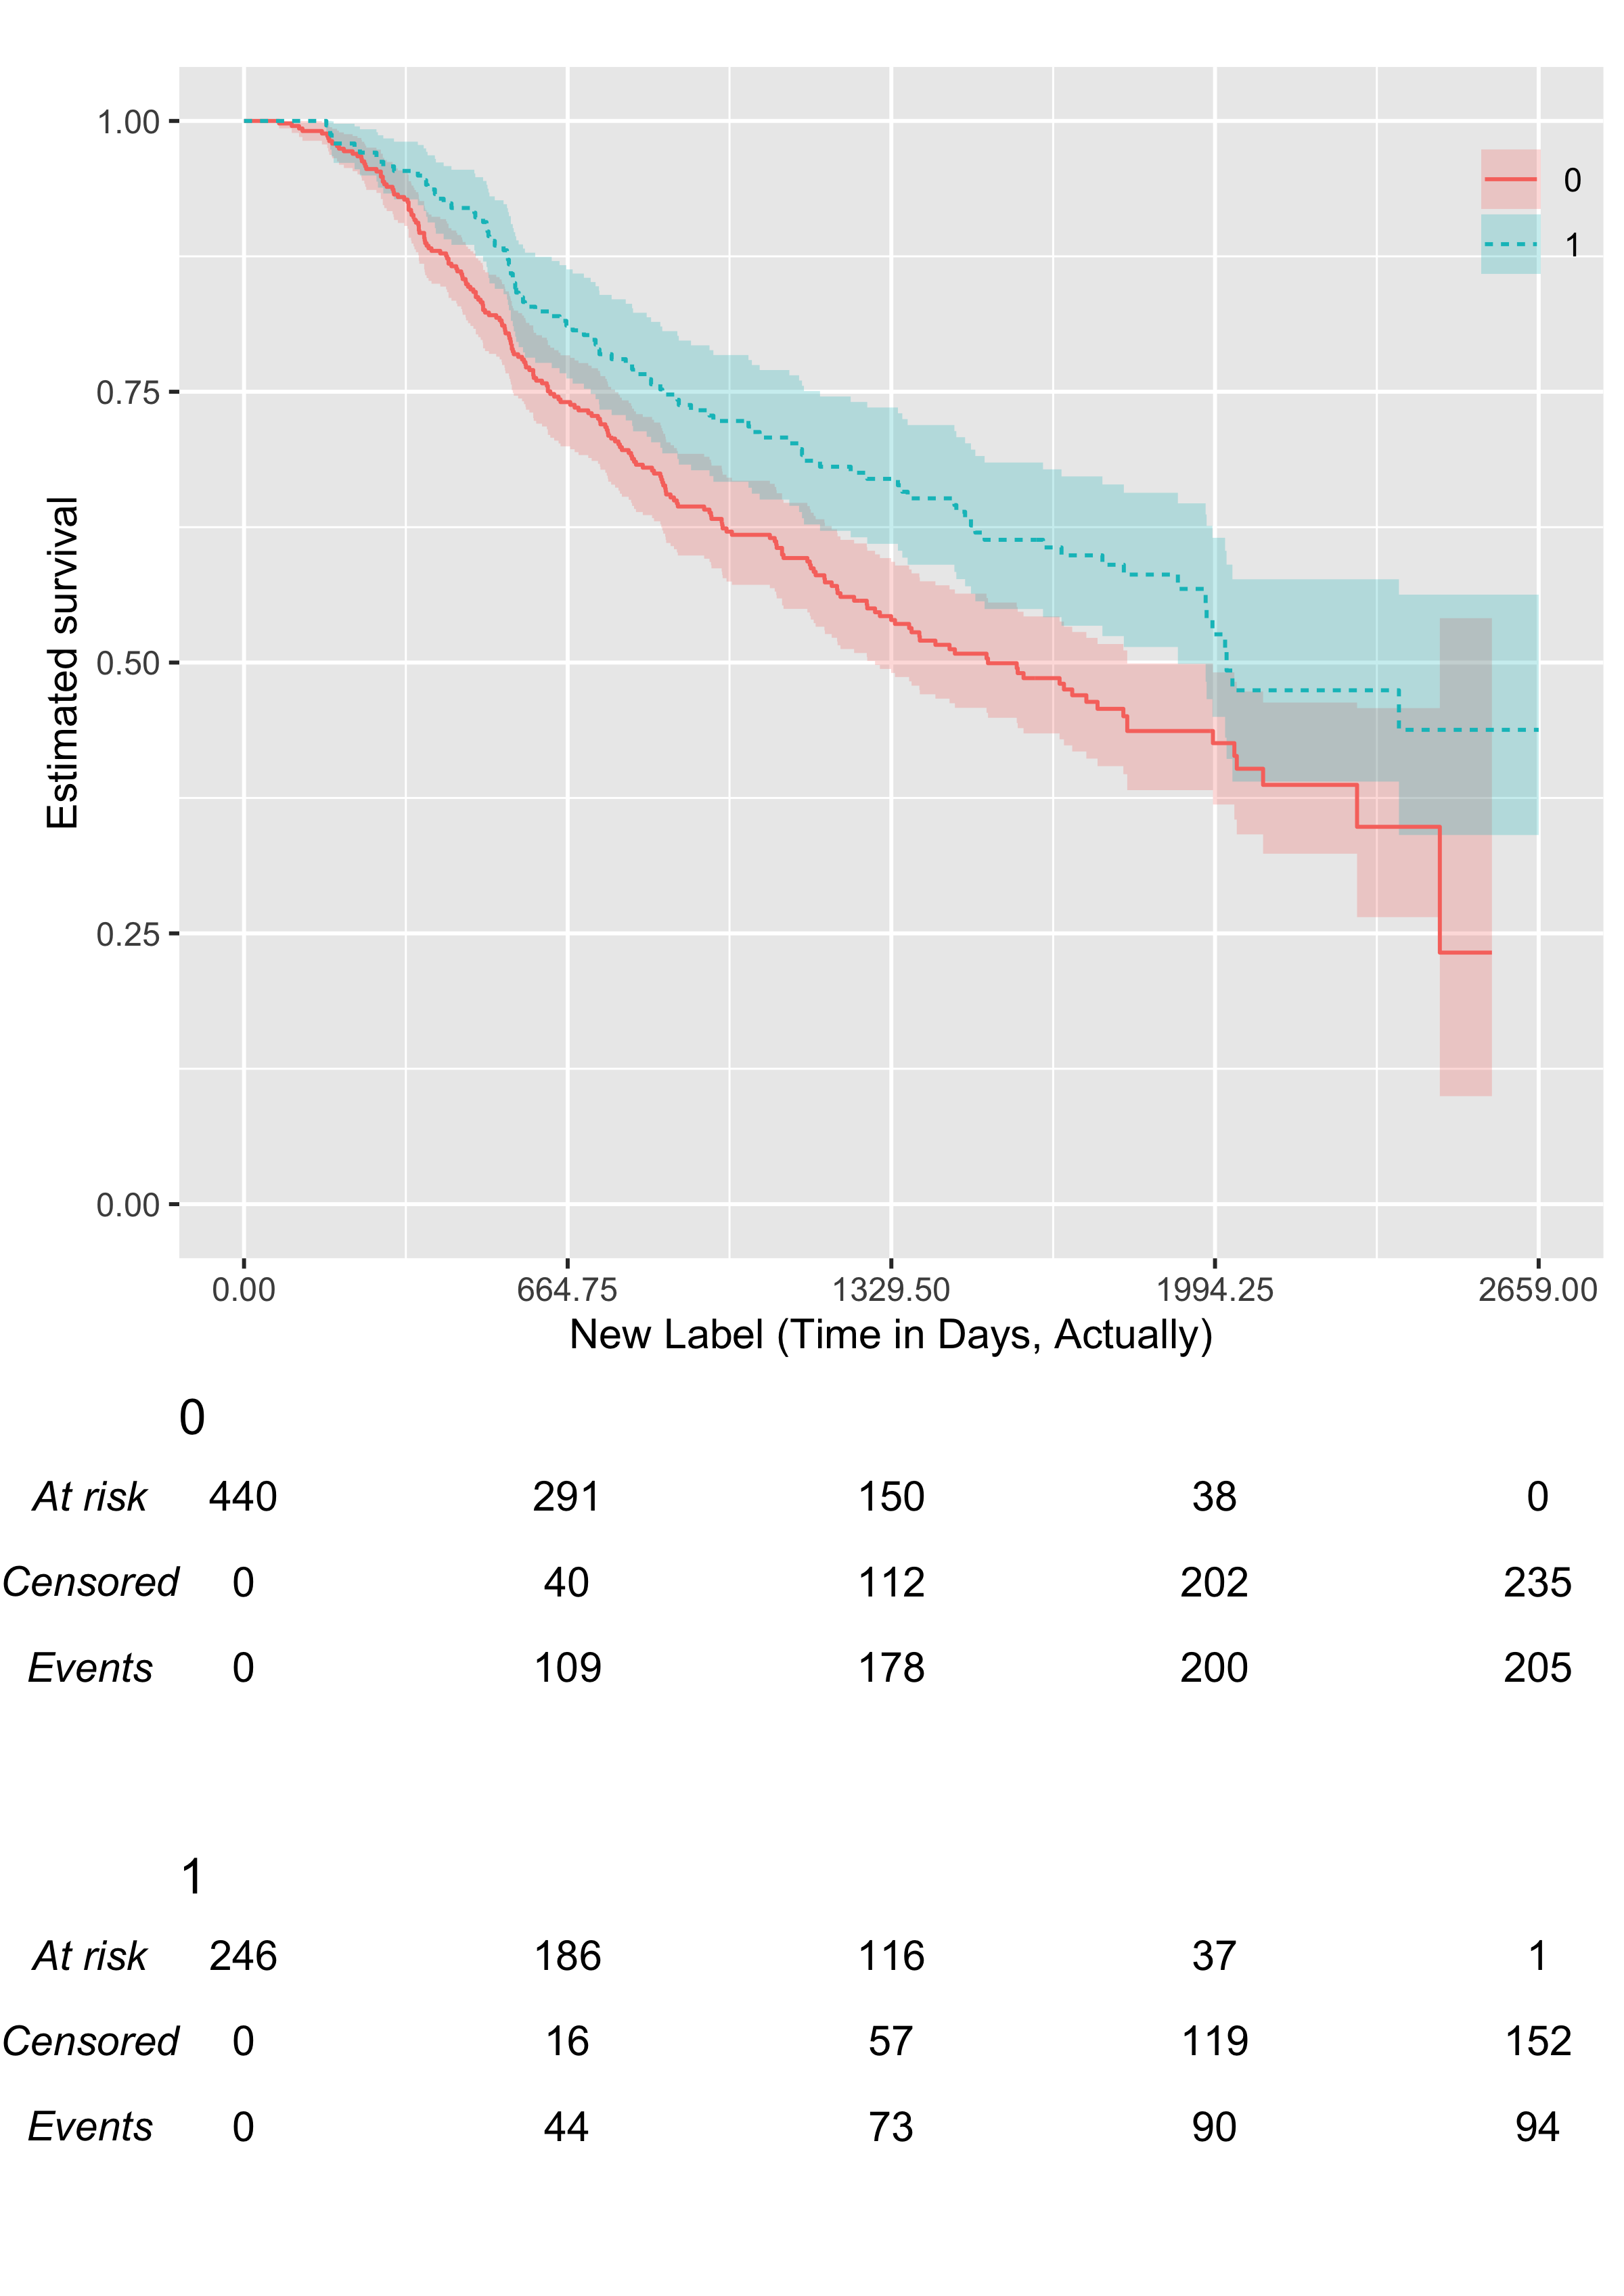 1.00
0.75
0.50
0.25
0.00
Estimated survival
0
1
0.00 664.75 1329.50 1994.25 2659.00
New Label (Time in Days, Actually)
0
At risk 440 291 150 38 0
Censored 0 40 112 202 235
Events 0 109 178 200 205
1
At risk 246 186 116 37 1
Censored 0 16 57 119 152
Events 0 44 73 90 94